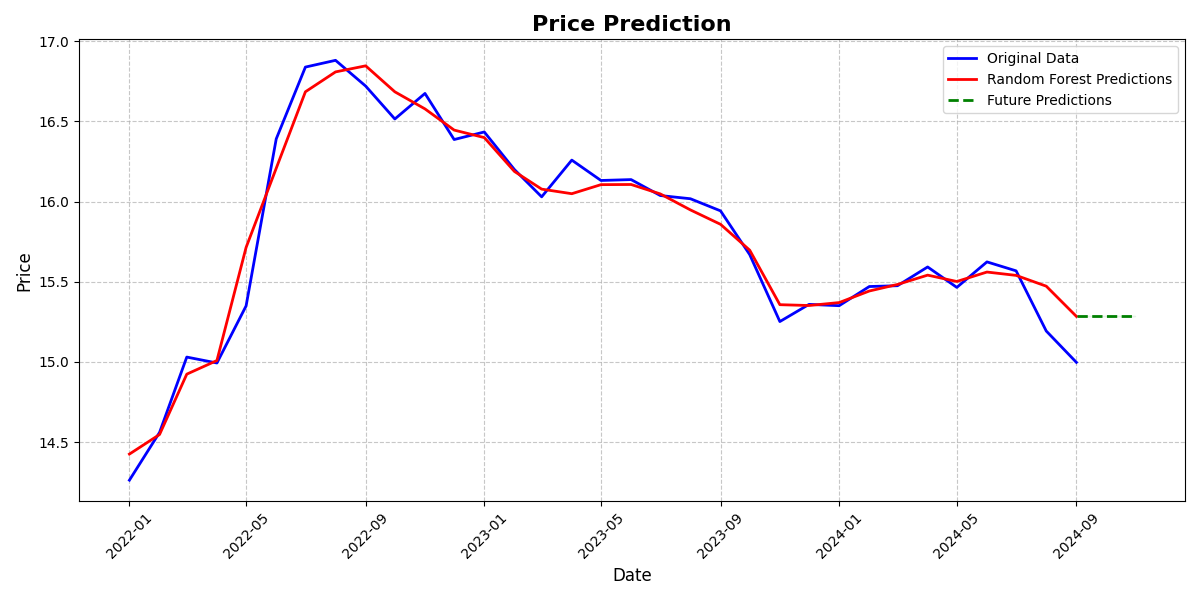 Price Prediction
Original Data
Random Forest Predictions
Future Predictions
Price
17.0
16.5
16.0
15.5
15.0
14.5
2022-01
2022-05
2022-09
2023-01
2023-05
2023-09
2024-01
2024-05
2024-09
Date